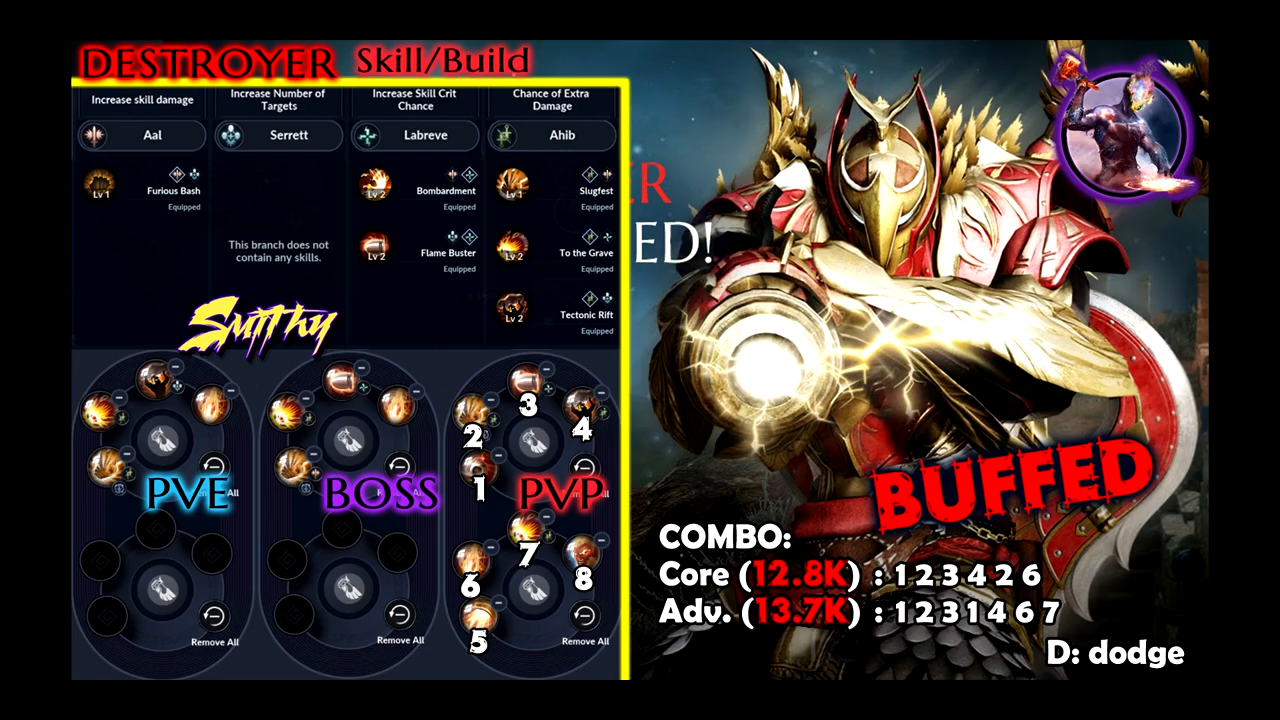 DESTROYER Skill/Build
Increase skill damage
Increase Number of
Targets
Increase Skill Crit
Chance
Chance of Extra
Damage
Aal
Serrett
Labreve
Ahib
Lv 1
Furious Bash
Equipped
This branch does not
contain any skills.
Lv 2
Bombardment
Equipped
Lv 2
Flame Buster
Equipped
Lv 1
Slugfest
Equipped
Lv 2
To the Grave
Equipped
Lv 2
Tectonic Rift
Equipped
Smithy
ER
ED!
3
2
4
1
PVE
BOSS
PVP
All
7
6
8
5
Remove All
Remove All
Remove All
BUFFED
COMBO:
Core (12.8K) : 1 2 3 4 2 6
Adv. (13.7K) : 1 2 3 1 4 6 7
D: dodge